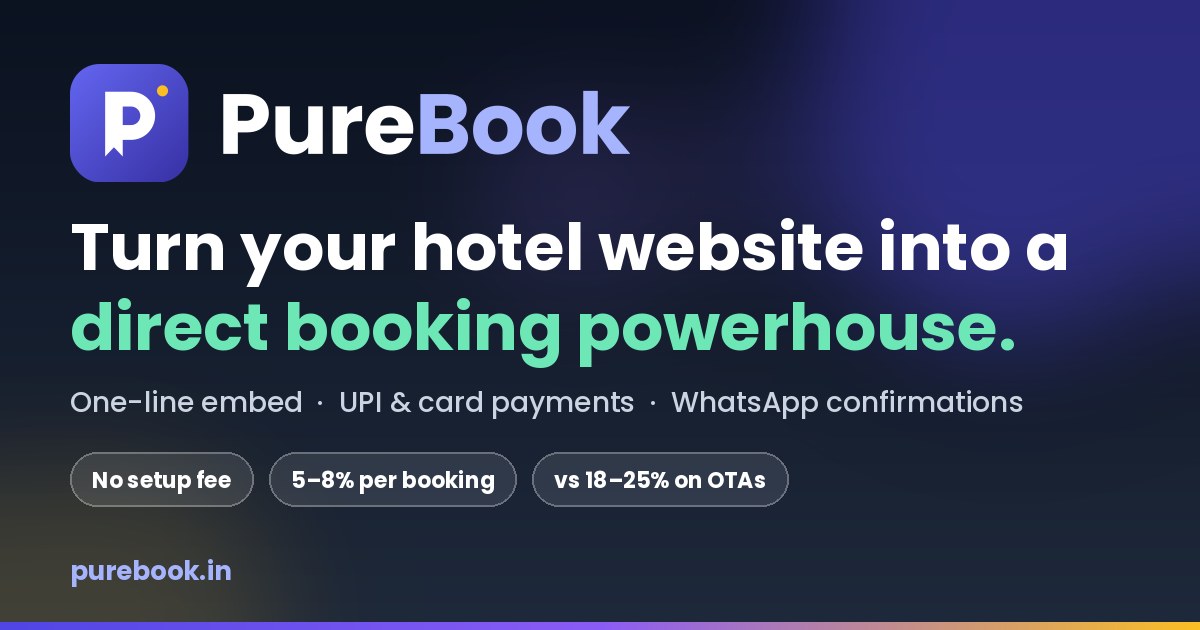 PureBook
Turn your hotel website into a
direct booking powerhouse.
One-line embed · UPI & card payments · WhatsApp confirmations
No setup fee 5–8% per booking vs 18–25% on OTAs
purebook.in